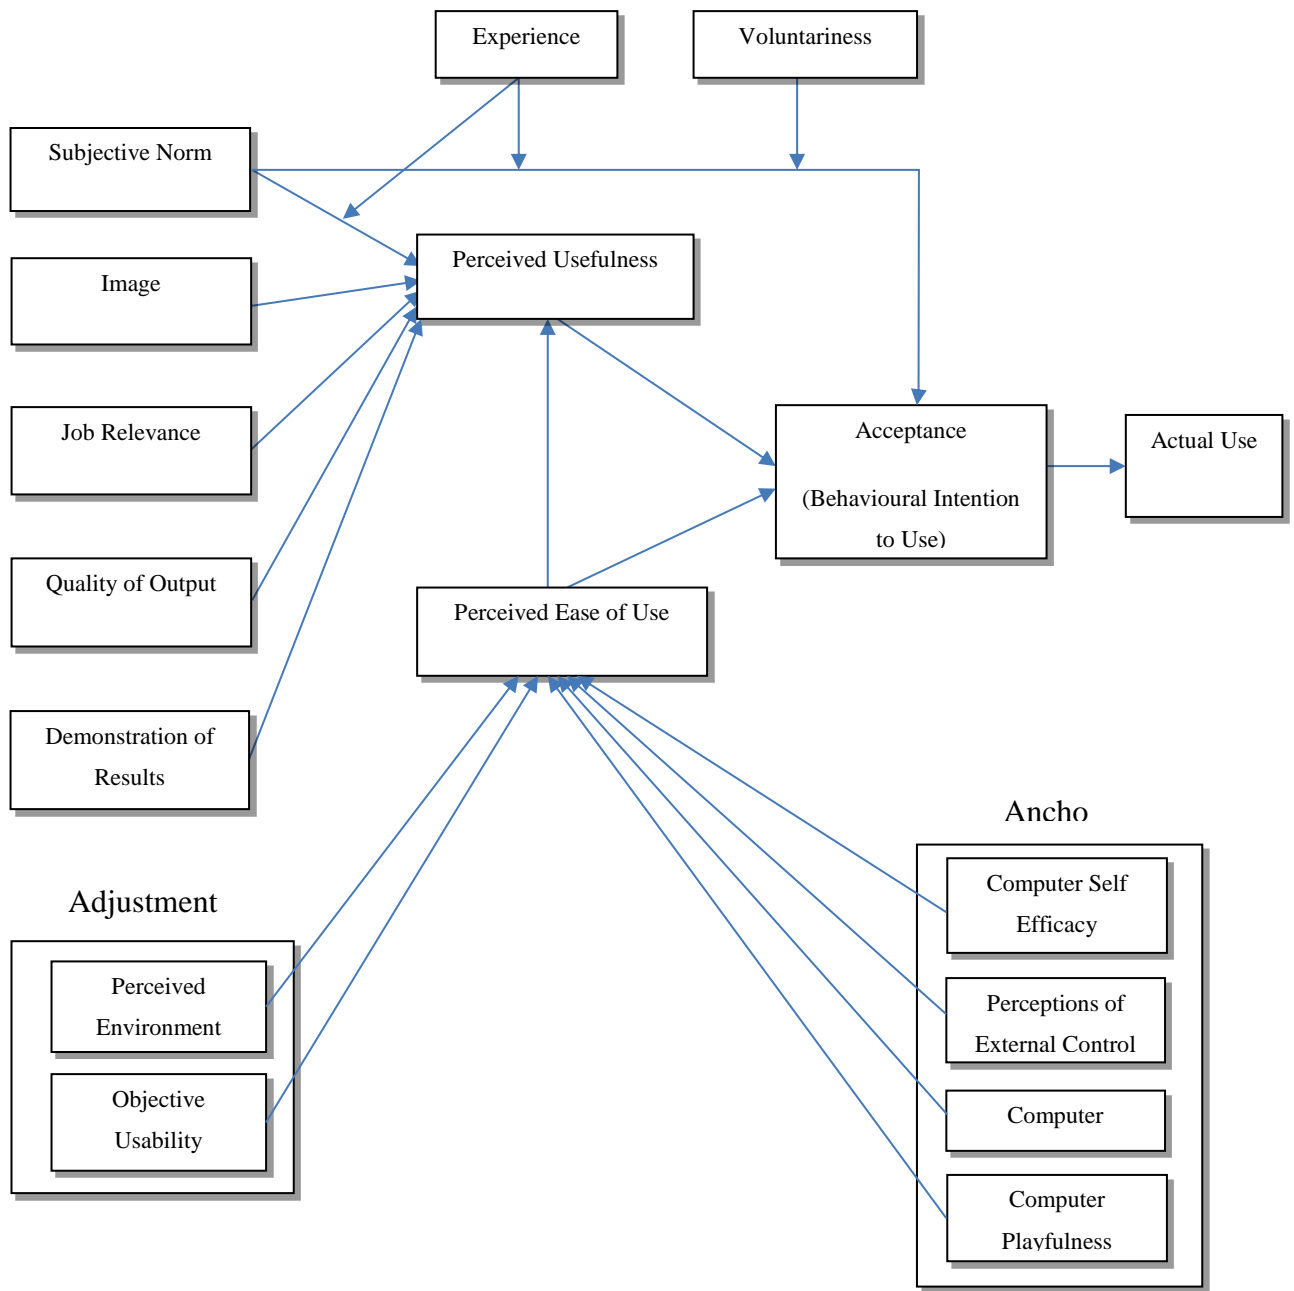 Experience
Voluntariness
Subjective Norm
Image
Perceived Usefulness
Job Relevance
Acceptance
(Behavioural Intention
to Use)
Actual Use
Quality of Output
Perceived Ease of Use
Demonstration of
Results
Adjustment
Perceived
Environment
Objective
Usability
Ancho
Computer Self
Efficacy
Perceptions of
External Control
Computer
Computer
Playfulness